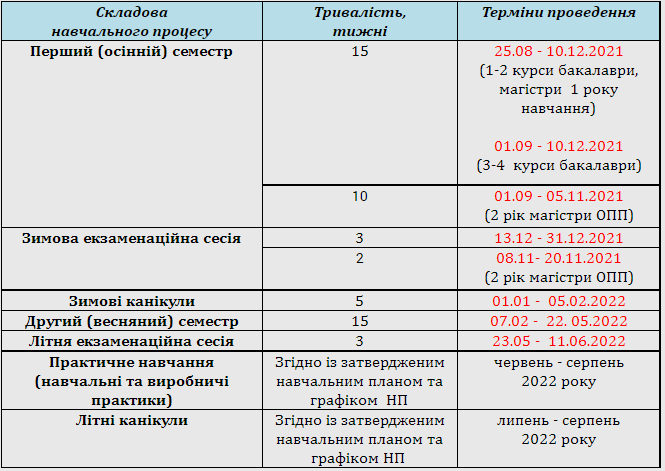 Складова
навчального процесу
Тривалість,
тижні
Терміни проведення
Перший (осінній) семестр
15
25.08 - 10.12.2021
(1-2 курси бакалаври,
магістри 1 року
навчання)
01.09 - 10.12.2021
(3-4 курси бакалаври)
10
01.09 - 05.11.2021
(2 рік магістри ОПП)
Зимова екзаменаційна сесія
3
13.12 - 31.12.2021
2
08.11- 20.11.2021
(2 рік магістри ОПП)
Зимові канікули
5
01.01 - 05.02.2022
Другий (весняний) семестр
15
07.02 - 22. 05.2022
Літня екзаменаційна сесія
3
23.05 - 11.06.2022
Практичне навчання
(навчальні та виробничі
практики)
Згідно із затвердженим
навчальним планом та
графіком НП
червень - серпень
2022 року
Літні канікули
Згідно із затвердженим
навчальним планом та
графіком НП
липень - серпень
2022 року